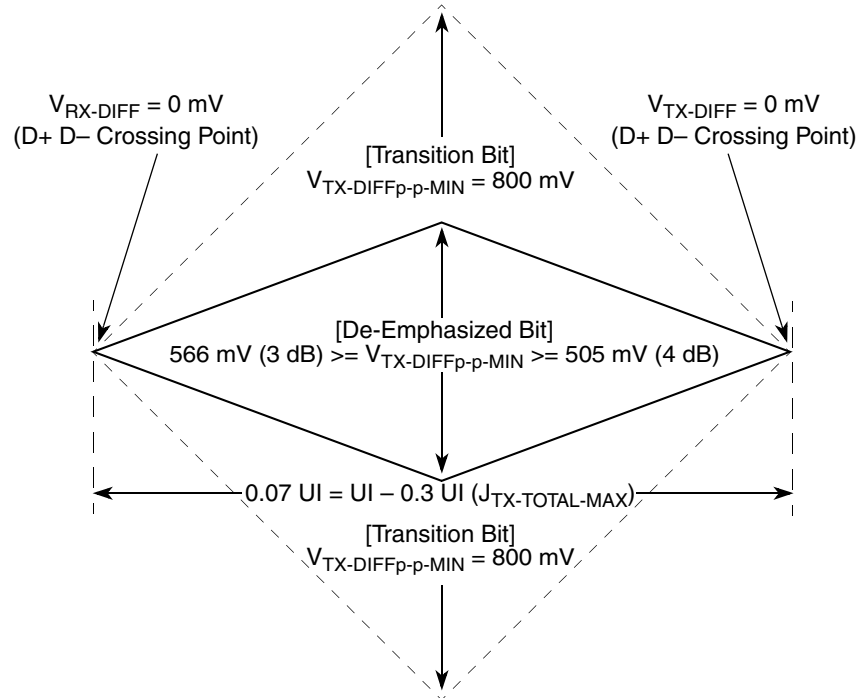 V_RX-DIFF = 0 mV
(D+ D– Crossing Point)
V_TX-DIFF = 0 mV
(D+ D– Crossing Point)
[Transition Bit]
V_TX-DIFFp-p-MIN = 800 mV
[De-Emphasized Bit]
566 mV (3 dB) >= V_TX-DIFFp-p-MIN >= 505 mV (4 dB)
0.07 UI = UI – 0.3 UI (J_TX-TOTAL-MAX)
[Transition Bit]
V_TX-DIFFp-p-MIN = 800 mV